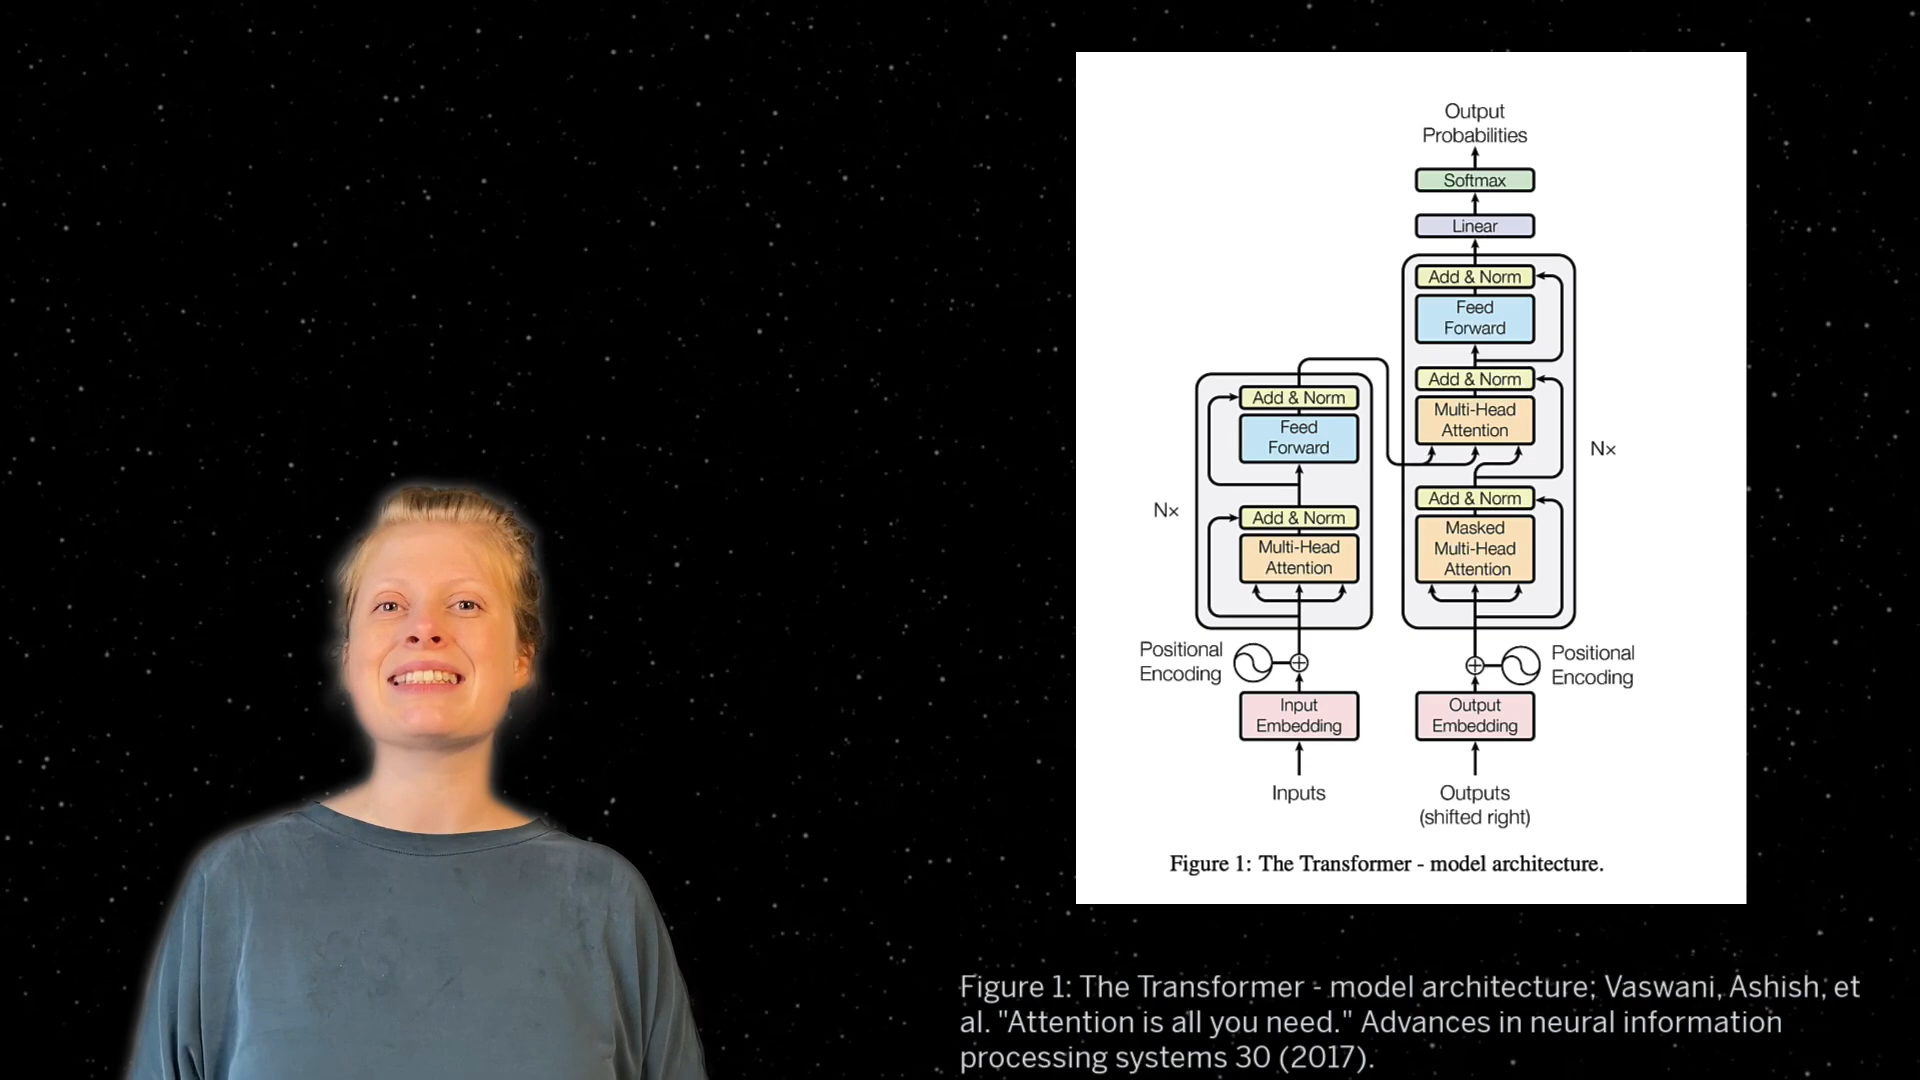 Output
Probabilities
Softmax
Linear
Add & Norm
Feed
Forward
Add & Norm
Multi-Head
Attention
Nx
Add & Norm
Masked
Multi-Head
Attention
Add & Norm
Feed
Forward
Nx
Add & Norm
Multi-Head
Attention
Positional
Encoding
Positional
Encoding
Input
Embedding
Output
Embedding
Inputs
Outputs
(shifted right)
Figure 1: The Transformer - model architecture.
Figure 1: The Transformer - model architecture; Vaswani, Ashish, et
al. "Attention is all you need." Advances in neural information
processing systems 30 (2017).